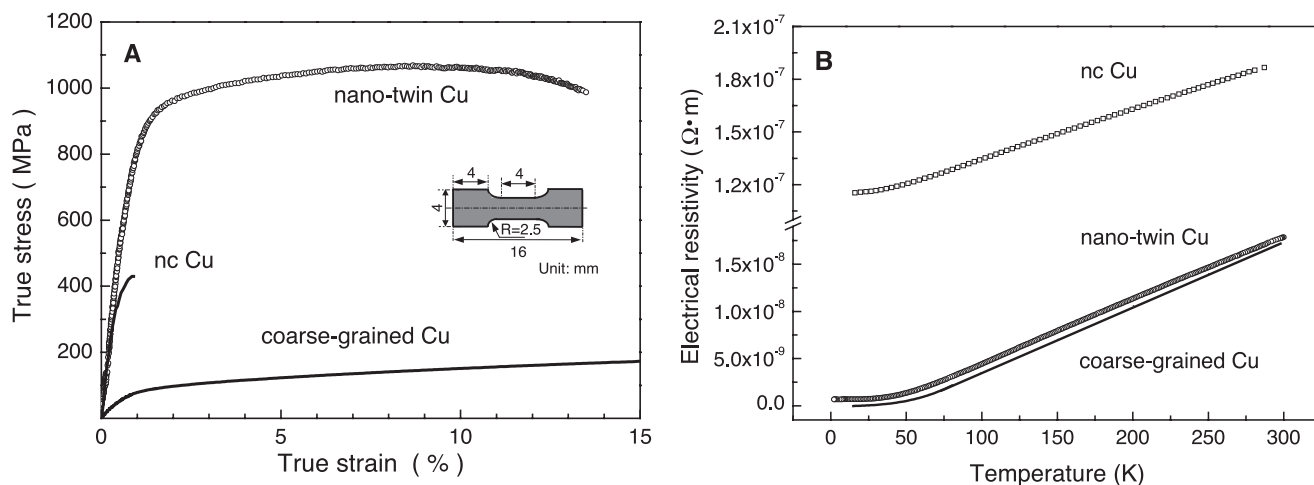 A
True stress ( MPa)
1200
1000
800
600
400
200
0
5
10
15
True strain ( % )
nano-twin Cu
nc Cu
coarse-grained Cu
4
4
4
R=2.5
16
Unit: mm
B
Electrical resistivity ( Ω•m)
2.1x10⁻⁷
1.8x10⁻⁷
1.5x10⁻⁷
1.2x10⁻⁷
1.5x10⁻⁸
1.0x10⁻⁸
5.0x10⁻⁹
0.0
nc Cu
nano-twin Cu
coarse-grained Cu
0
50
100
150
200
250
300
Temperature (K)